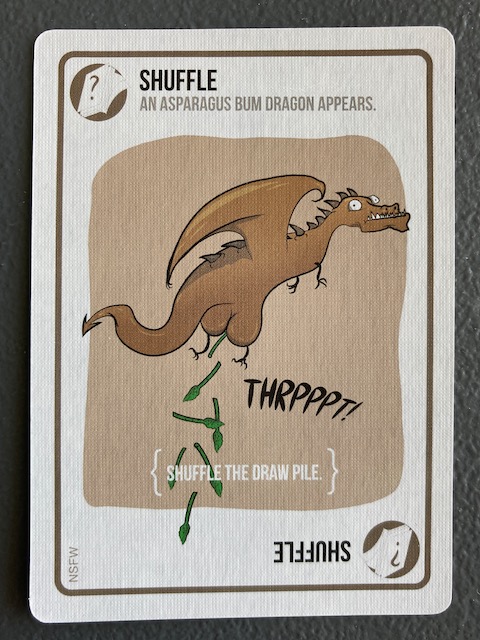 ?
SHUFFLE
AN ASPARAGUS BUM DRAGON APPEARS.
THRPPPT!
{ SHUFFLE THE DRAW PILE. }
SHUFFLE
?
NSFW